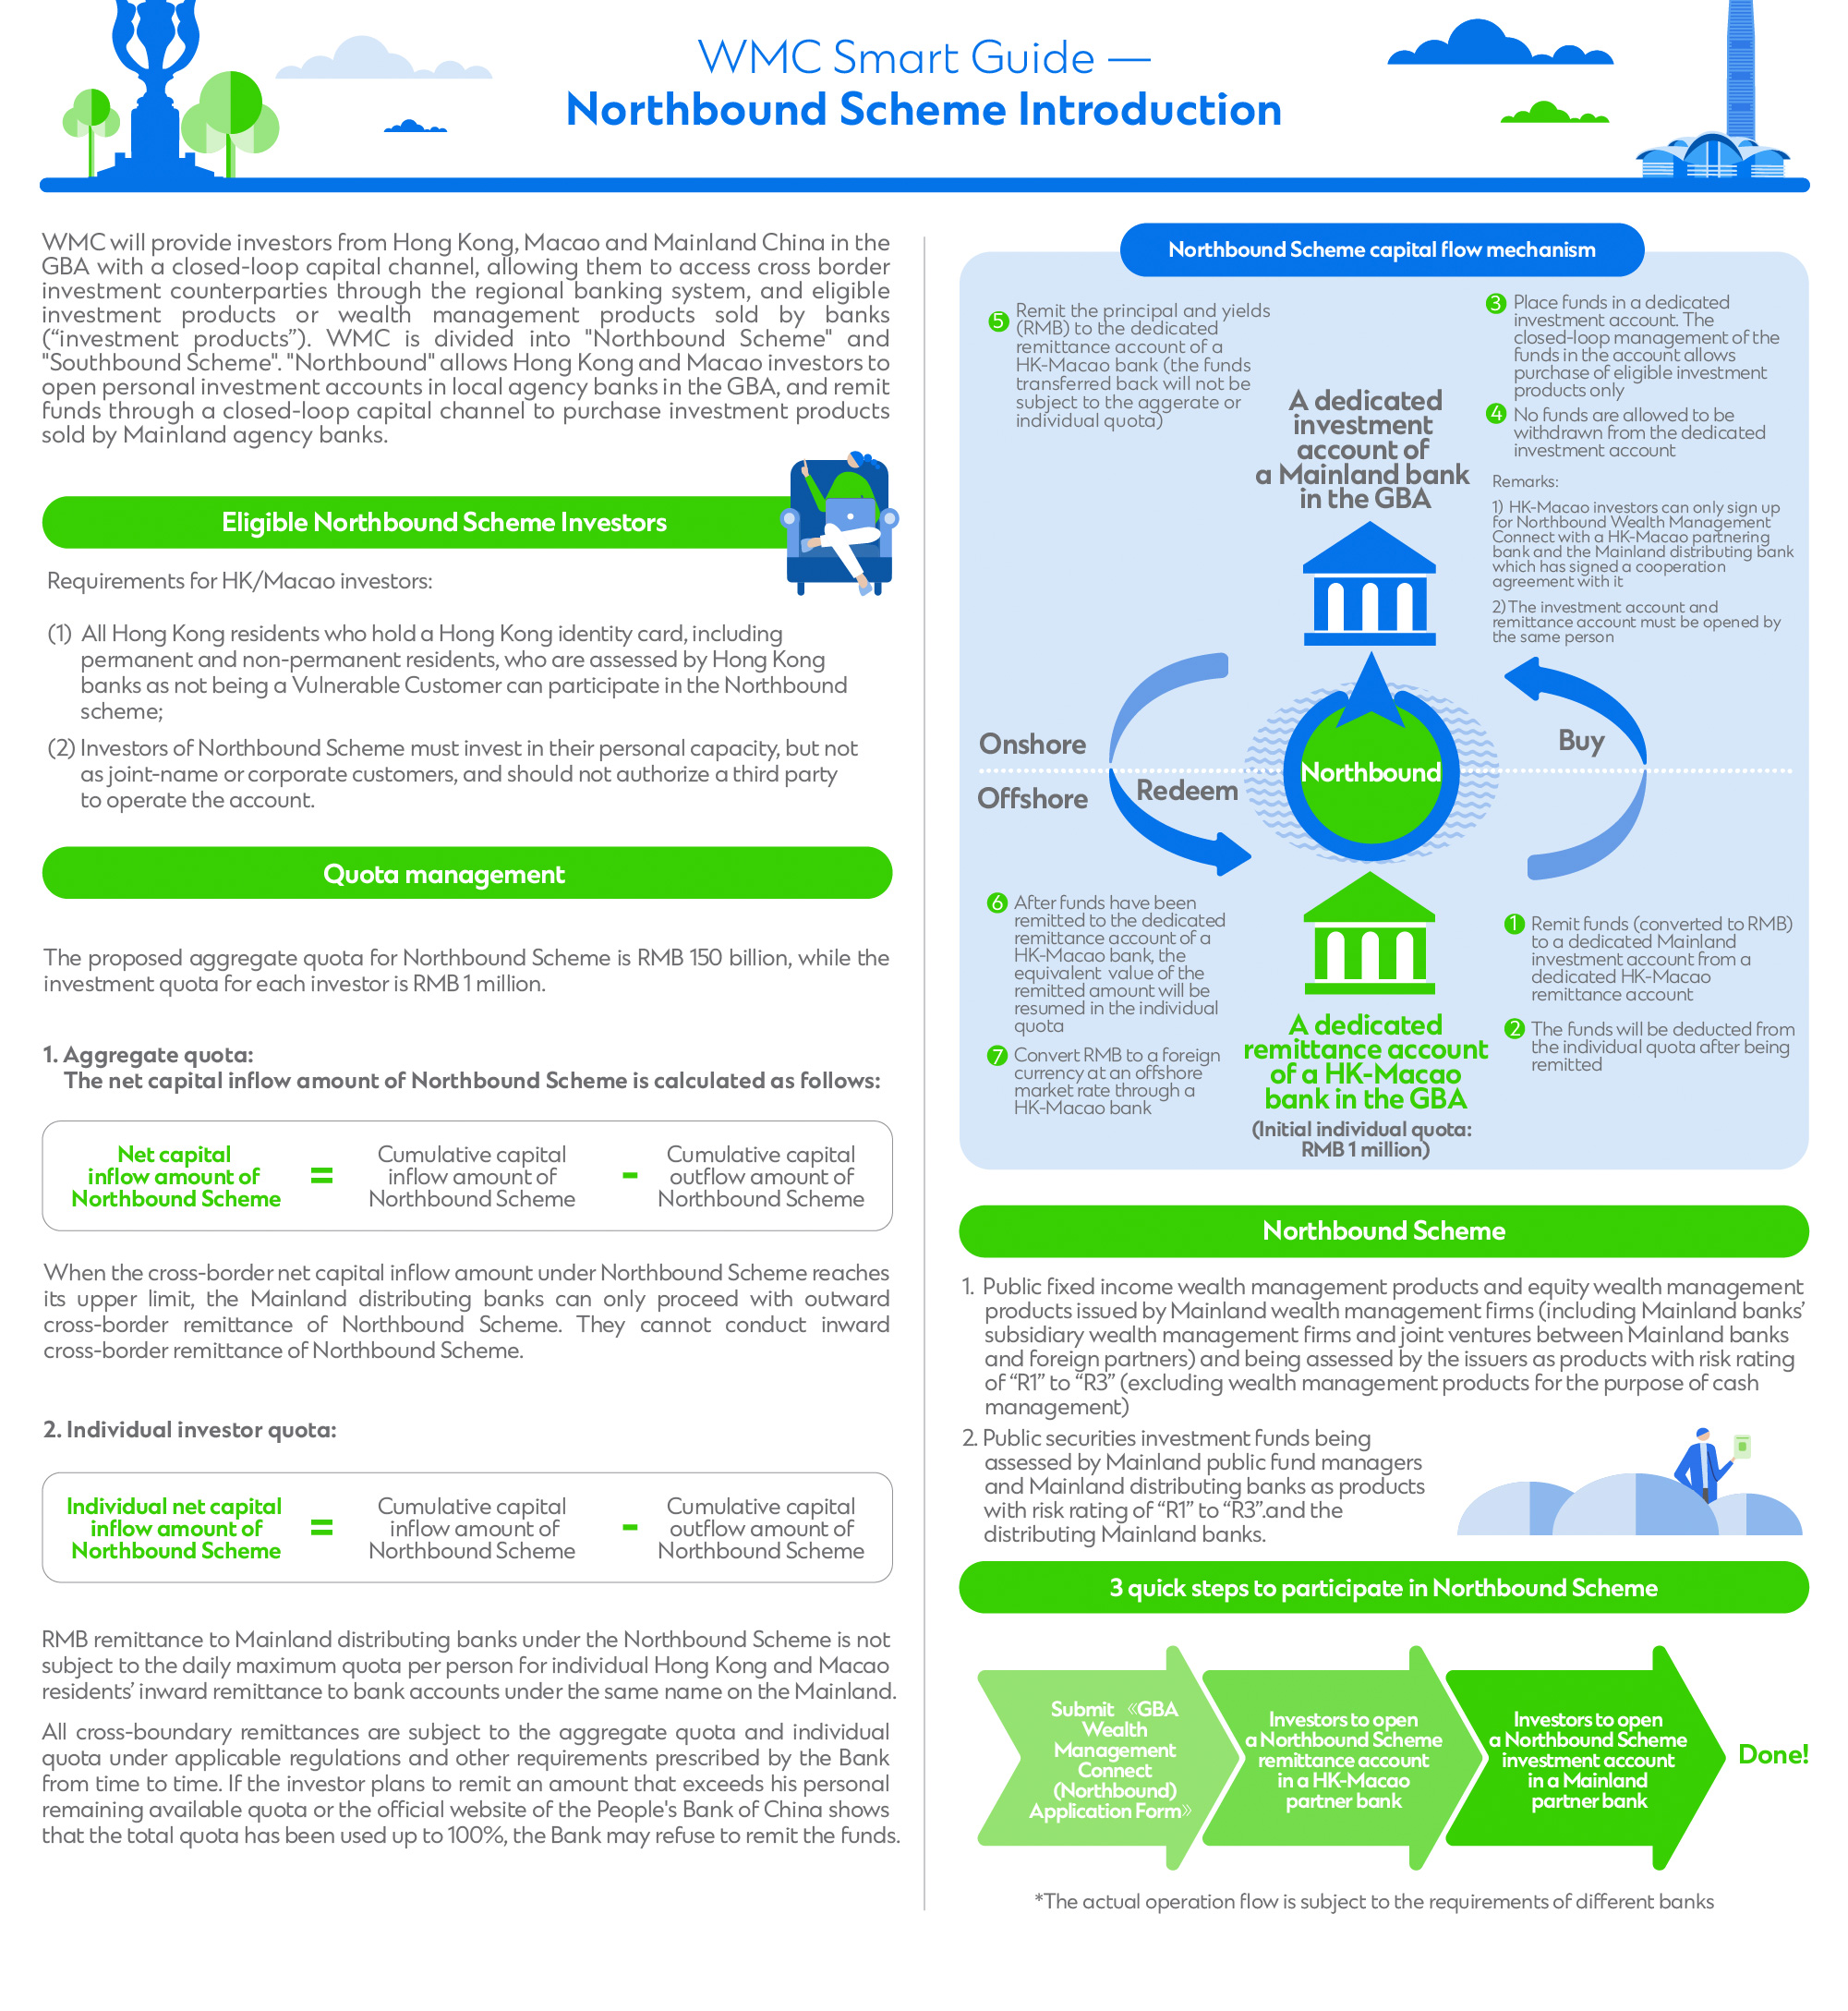 WMC Smart Guide —
Northbound Scheme Introduction
WMC will provide investors from Hong Kong, Macao and Mainland China in the
GBA with a closed-loop capital channel, allowing them to access cross border
investment counterparties through the regional banking system, and eligible
investment products or wealth management products sold by banks
(“investment products”). WMC is divided into "Northbound Scheme" and
"Southbound Scheme". "Northbound" allows Hong Kong and Macao investors to
open personal investment accounts in local agency banks in the GBA, and remit
funds through a closed-loop capital channel to purchase investment products
sold by Mainland agency banks.
Eligible Northbound Scheme Investors
Requirements for HK/Macao investors:
(1) All Hong Kong residents who hold a Hong Kong identity card, including
permanent and non-permanent residents, who are assessed by Hong Kong
banks as not being a Vulnerable Customer can participate in the Northbound
scheme;
(2) Investors of Northbound Scheme must invest in their personal capacity, but not
as joint-name or corporate customers, and should not authorize a third party
to operate the account.
Quota management
The proposed aggregate quota for Northbound Scheme is RMB 150 billion, while the
investment quota for each investor is RMB 1 million.
1. Aggregate quota:
The net capital inflow amount of Northbound Scheme is calculated as follows:
Net capital
inflow amount of
Northbound Scheme
=
Cumulative capital
inflow amount of
Northbound Scheme
-
Cumulative capital
outflow amount of
Northbound Scheme
When the cross-border net capital inflow amount under Northbound Scheme reaches
its upper limit, the Mainland distributing banks can only proceed with outward
cross-border remittance of Northbound Scheme. They cannot conduct inward
cross-border remittance of Northbound Scheme.
2. Individual investor quota:
Individual net capital
inflow amount of
Northbound Scheme
=
Cumulative capital
inflow amount of
Northbound Scheme
-
Cumulative capital
outflow amount of
Northbound Scheme
RMB remittance to Mainland distributing banks under the Northbound Scheme is not
subject to the daily maximum quota per person for individual Hong Kong and Macao
residents’ inward remittance to bank accounts under the same name on the Mainland.
All cross-boundary remittances are subject to the aggregate quota and individual
quota under applicable regulations and other requirements prescribed by the Bank
from time to time. If the investor plans to remit an amount that exceeds his personal
remaining available quota or the official website of the People's Bank of China shows
that the total quota has been used up to 100%, the Bank may refuse to remit the funds.
Northbound Scheme capital flow mechanism
5 Remit the principal and yields
(RMB) to the dedicated
remittance account of a
HK-Macao bank (the funds
transferred back will not be
subject to the aggerate or
individual quota)
A dedicated
investment
account of
a Mainland bank
in the GBA
3 Place funds in a dedicated
investment account. The
closed-loop management of the
funds in the account allows
purchase of eligible investment
products only
4 No funds are allowed to be
withdrawn from the dedicated
investment account
Remarks:
1) HK-Macao investors can only sign up
for Northbound Wealth Management
Connect with a HK-Macao partnering
bank and the Mainland distributing bank
which has signed a cooperation
agreement with it
2) The investment account and
remittance account must be opened by
the same person
Onshore
Offshore
Redeem
Northbound
Buy
6 After funds have been
remitted to the dedicated
remittance account of a
HK-Macao bank, the
equivalent value of the
remitted amount will be
resumed in the individual
quota
7 Convert RMB to a foreign
currency at an offshore
market rate through a
HK-Macao bank
A dedicated
remittance account
of a HK-Macao
bank in the GBA
(Initial individual quota:
RMB 1 million)
1 Remit funds (converted to RMB)
to a dedicated Mainland
investment account from a
dedicated HK-Macao
remittance account
2 The funds will be deducted from
the individual quota after being
remitted
Northbound Scheme
1. Public fixed income wealth management products and equity wealth management
products issued by Mainland wealth management firms (including Mainland banks’
subsidiary wealth management firms and joint ventures between Mainland banks
and foreign partners) and being assessed by the issuers as products with risk rating
of “R1” to “R3” (excluding wealth management products for the purpose of cash
management)
2. Public securities investment funds being
assessed by Mainland public fund managers
and Mainland distributing banks as products
with risk rating of “R1” to “R3”.and the
distributing Mainland banks.
3 quick steps to participate in Northbound Scheme
Submit 《GBA
Wealth
Management
Connect
(Northbound)
Application Form》
Investors to open
a Northbound Scheme
remittance account
in a HK-Macao
partner bank
Investors to open
a Northbound Scheme
investment account
in a Mainland
partner bank
Done!
*The actual operation flow is subject to the requirements of different banks